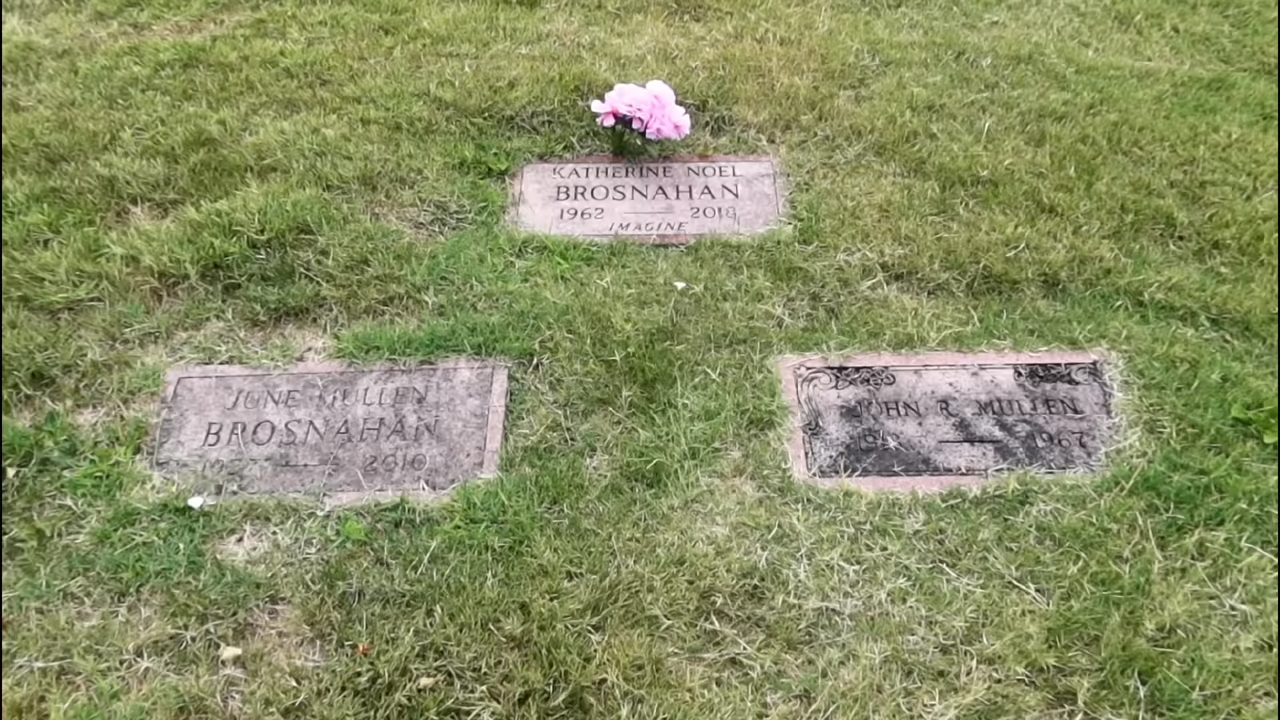 KATHERINE NOEL
BROSNAHAN
1962 — 2018
IMAGINE
JUNE MULLEN
BROSNAHAN
— 2010
JOHN R. MULLEN
— 1967